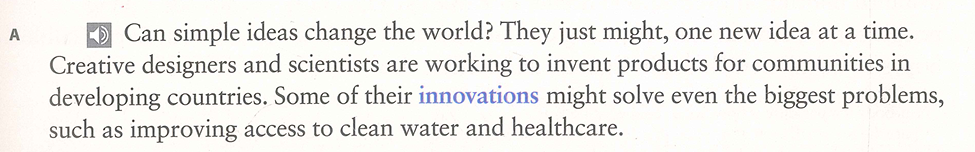 A Can simple ideas change the world? They just might, one new idea at a time.
Creative designers and scientists are working to invent products for communities in
developing countries. Some of their innovations might solve even the biggest problems,
such as improving access to clean water and healthcare.